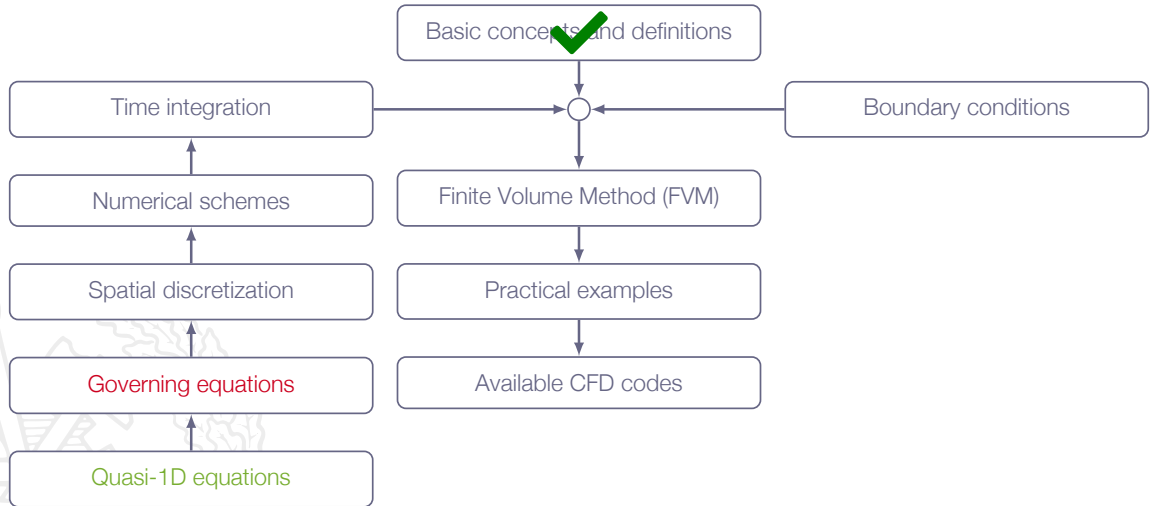 Basic concepts and definitions
Time integration
Boundary conditions
Numerical schemes
Finite Volume Method (FVM)
Spatial discretization
Practical examples
Governing equations
Available CFD codes
Quasi-1D equations